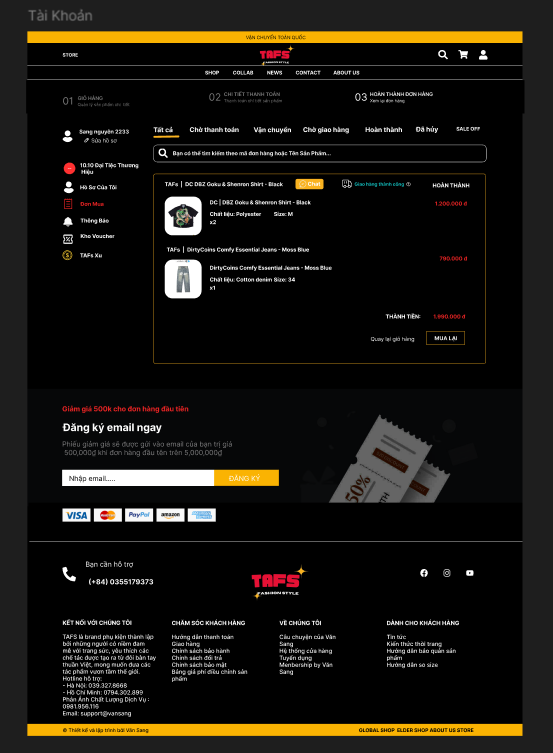 Tài Khoản
VẬN CHUYỂN TOÀN QUỐC
STORE
TAFS
FASHION STYLE
SHOP COLLAB NEWS CONTACT ABOUT US
01 GIỎ HÀNG
Quản lý sản phẩm chi tiết
02 CHI TIẾT THANH TOÁN
Thanh toán chi tiết sản phẩm
03 HOÀN THÀNH ĐƠN HÀNG
Xem lại đơn hàng
Sang nguyên 2233
Sửa hồ sơ
10.10 Đại Tiệc Thương
Hiệu
Hồ Sơ Của Tôi
Đơn Mua
Thông Báo
Kho Voucher
TAFs Xu
Tất cả Chờ thanh toán Vận chuyển Chờ giao hàng Hoàn thành Đã hủy SALE OFF
Bạn có thể tìm kiếm theo mã đơn hàng hoặc Tên Sản Phẩm...
TAFs | DC DBZ Goku & Shenron Shirt - Black Chat Giao hàng thành công HOÀN THÀNH
DC | DBZ Goku & Shenron Shirt - Black
Chất liệu: Polyester Size: M
x2
1.200.000 đ
TAFs | DirtyCoins Comfy Essential Jeans - Moss Blue
790.000 đ
DirtyCoins Comfy Essential Jeans - Moss Blue
Chất liệu: Cotton denim Size: 34
x1
THÀNH TIỀN: 1.990.000 đ
Quay lại giỏ hàng MUA LẠI
Giảm giá 500k cho đơn hàng đầu tiên
Đăng ký email ngay
Phiếu giảm giá sẽ được gửi vào email của bạn trị giá
500,000₫ khi đơn hàng đầu tên trên 5,000,000₫
Nhập email..... ĐĂNG KÝ
50%
VISA PayPal amazon
Bạn cần hỗ trợ
(+84) 0355179373
TAFS
FASHION STYLE
KẾT NỐI VỚI CHÚNG TÔI
TAFS là brand phụ kiện thành lập
bởi những người có niềm đam
mê với trang sức, yêu thích các
chế tác được tạo ra từ đôi bàn tay
thuần Việt, mong muốn đưa các
tác phẩm vươn tầm thế giới.
Hotline hỗ trợ:
- Hà Nội: 039.327.8668
- Hồ Chí Minh: 0794.302.899
Phản Ánh Chất Lượng Dịch Vụ :
0981.956.116
Email: support@vansang
CHĂM SÓC KHÁCH HÀNG
Hướng dẫn thanh toán
Giao hàng
Chính sách bảo hành
Chính sách đổi trả
Chính sách bảo mật
Bảng giá phí điều chỉnh sản
phẩm
VỀ CHÚNG TÔI
Câu chuyện của Văn
Sang
Hệ thống cửa hàng
Tuyển dụng
Menbership by Văn
Sang
DÀNH CHO KHÁCH HÀNG
Tin tức
Kiến thức thời trang
Hướng dẫn bảo quản sản
phẩm
Hướng dẫn so size
© Thiết kế và lập trình bởi Văn Sang
GLOBAL SHOP ELDER SHOP ABOUT US STORE